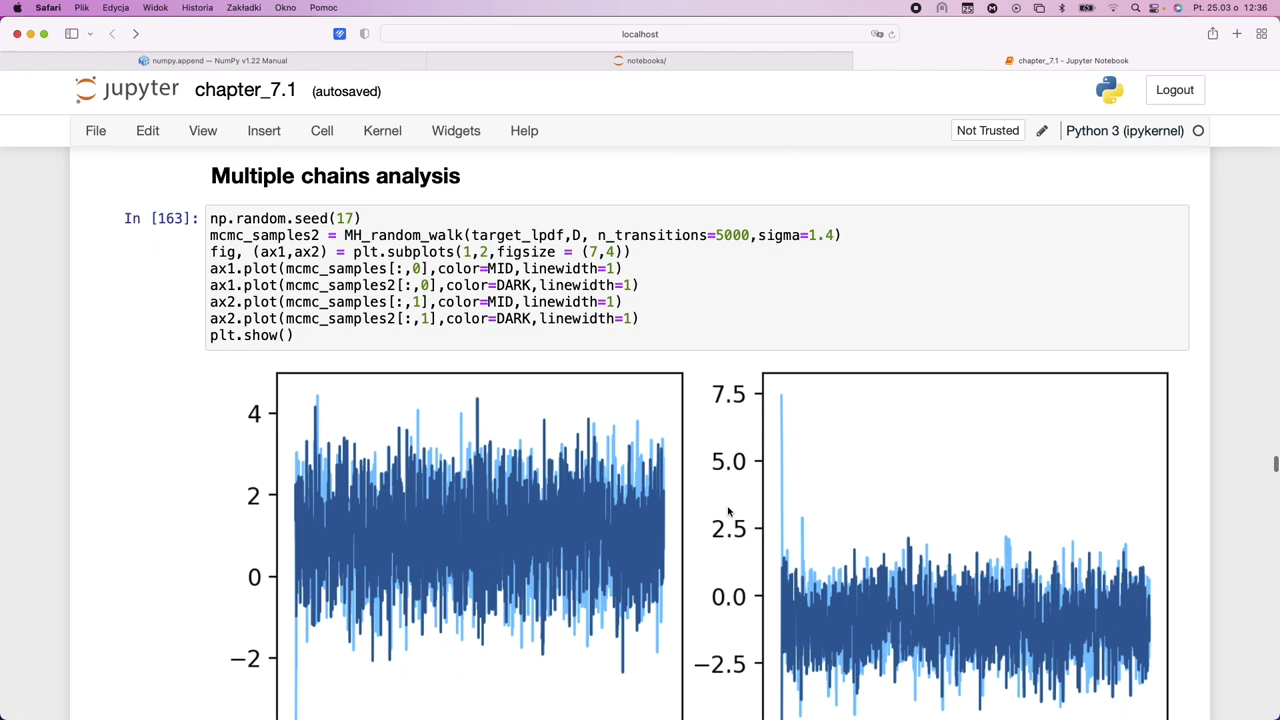 Safari Plik Edycja Widok Historia Zakładki Okno Pomoc Pt. 25.03 o 12:36
localhost
numpy.append — NumPy v1.22 Manual notebooks/ chapter_7.1 - Jupyter Notebook
jupyter chapter_7.1 (autosaved) Logout
File Edit View Insert Cell Kernel Widgets Help Not Trusted Python 3 (ipykernel)
Multiple chains analysis
In [163]: np.random.seed(17)
mcmc_samples2 = MH_random_walk(target_lpdf,D, n_transitions=5000,sigma=1.4)
fig, (ax1,ax2) = plt.subplots(1,2,figsize = (7,4))
ax1.plot(mcmc_samples[:,0],color=MID,linewidth=1)
ax1.plot(mcmc_samples2[:,0],color=DARK,linewidth=1)
ax2.plot(mcmc_samples[:,1],color=MID,linewidth=1)
ax2.plot(mcmc_samples2[:,1],color=DARK,linewidth=1)
plt.show()
4
2
0
−2
7.5
5.0
2.5
0.0
−2.5